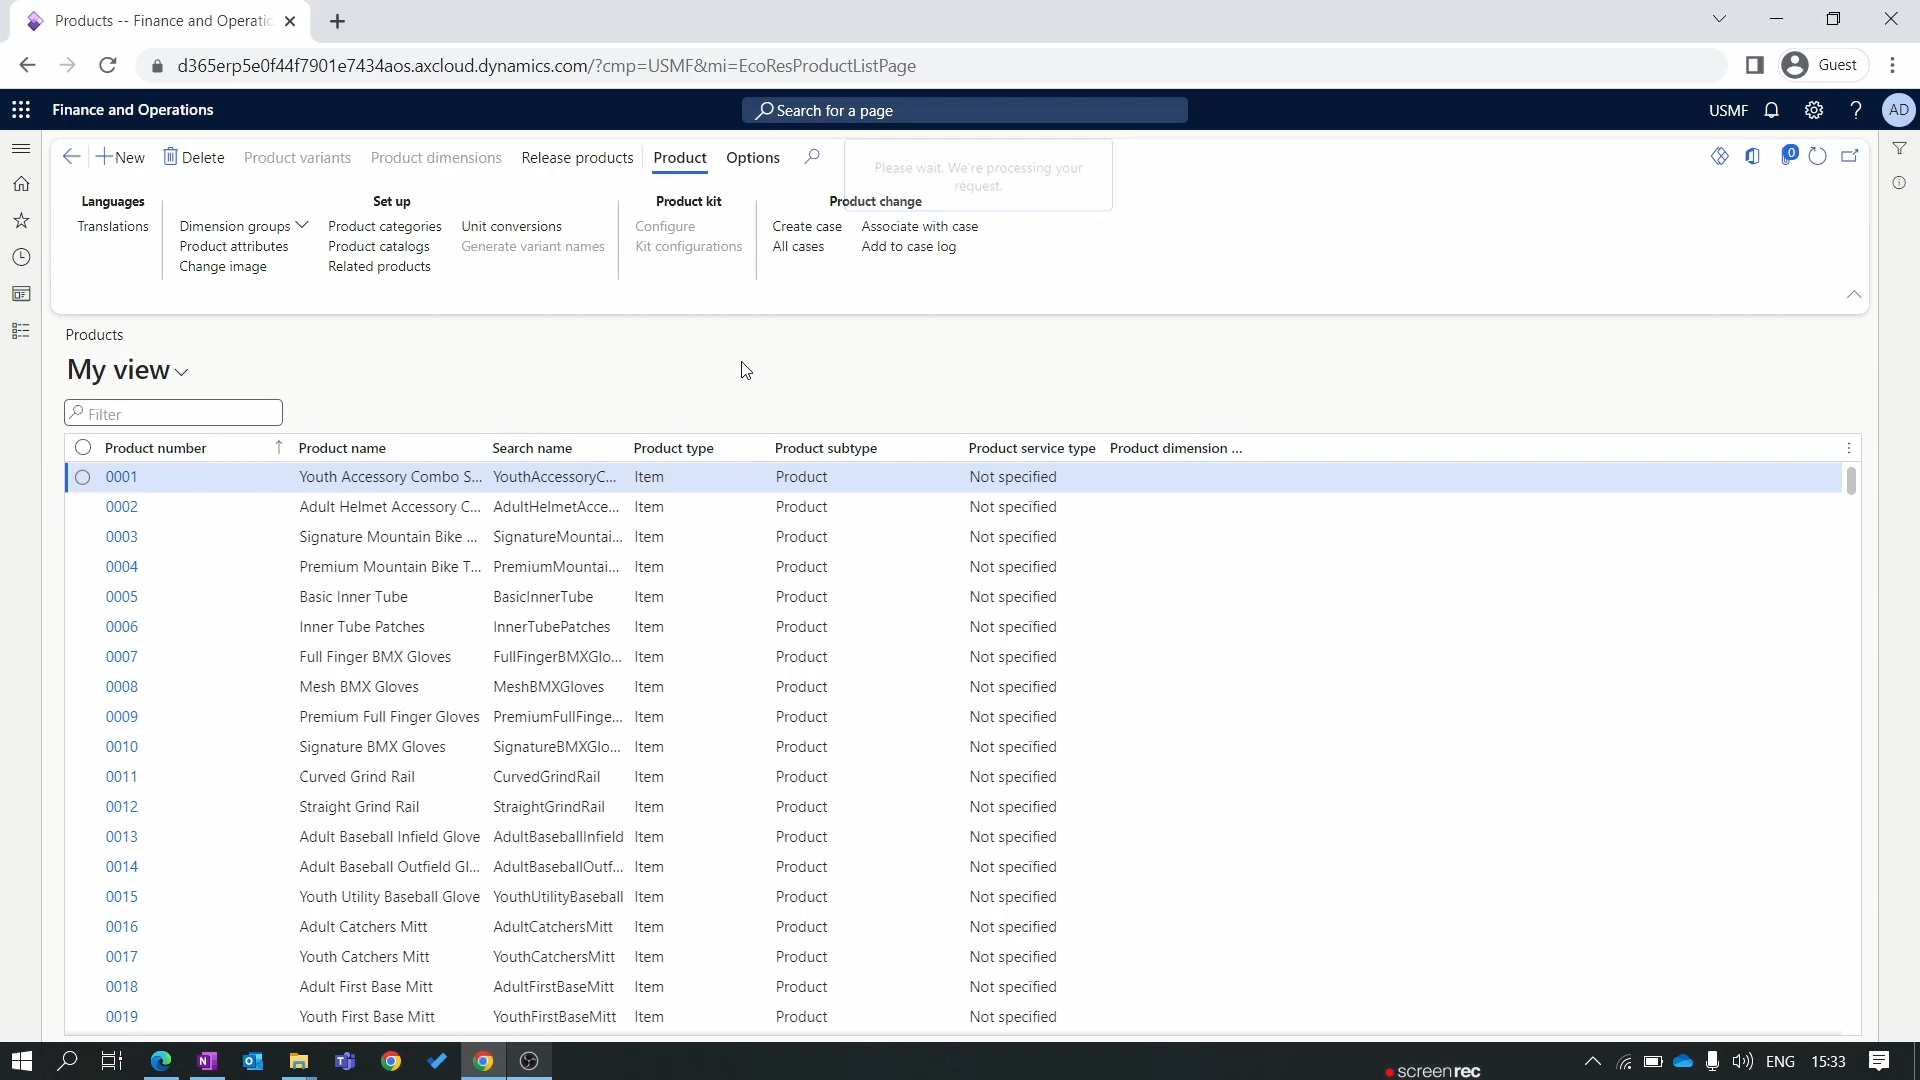 Products -- Finance and Operatic
d365erp5e0f44f7901e7434aos.axcloud.dynamics.com/?cmp=USMF&mi=EcoResProductListPage
Guest
Finance and Operations
Search for a page
USMF
AD
New
Delete
Product variants
Product dimensions
Release products
Product
Options
Please wait. We're processing your
request.
0
Languages
Translations
Set up
Dimension groups
Product categories
Unit conversions
Product attributes
Product catalogs
Generate variant names
Change image
Related products
Product kit
Configure
Kit configurations
Product change
Create case
Associate with case
All cases
Add to case log
Products
My view
Filter
Product number Product name Search name Product type Product subtype Product service type Product dimension ...
0001 Youth Accessory Combo S... YouthAccessoryC... Item Product Not specified
0002 Adult Helmet Accessory C... AdultHelmetAcce... Item Product Not specified
0003 Signature Mountain Bike ... SignatureMountai... Item Product Not specified
0004 Premium Mountain Bike T... PremiumMountai... Item Product Not specified
0005 Basic Inner Tube BasicInnerTube Item Product Not specified
0006 Inner Tube Patches InnerTubePatches Item Product Not specified
0007 Full Finger BMX Gloves FullFingerBMXGlo... Item Product Not specified
0008 Mesh BMX Gloves MeshBMXGloves Item Product Not specified
0009 Premium Full Finger Gloves PremiumFullFinge... Item Product Not specified
0010 Signature BMX Gloves SignatureBMXGlo... Item Product Not specified
0011 Curved Grind Rail CurvedGrindRail Item Product Not specified
0012 Straight Grind Rail StraightGrindRail Item Product Not specified
0013 Adult Baseball Infield Glove AdultBaseballInfield Item Product Not specified
0014 Adult Baseball Outfield Gl... AdultBaseballOutf... Item Product Not specified
0015 Youth Utility Baseball Glove YouthUtilityBaseball Item Product Not specified
0016 Adult Catchers Mitt AdultCatchersMitt Item Product Not specified
0017 Youth Catchers Mitt YouthCatchersMitt Item Product Not specified
0018 Adult First Base Mitt AdultFirstBaseMitt Item Product Not specified
0019 Youth First Base Mitt YouthFirstBaseMitt Item Product Not specified
ENG
15:33
screenrec